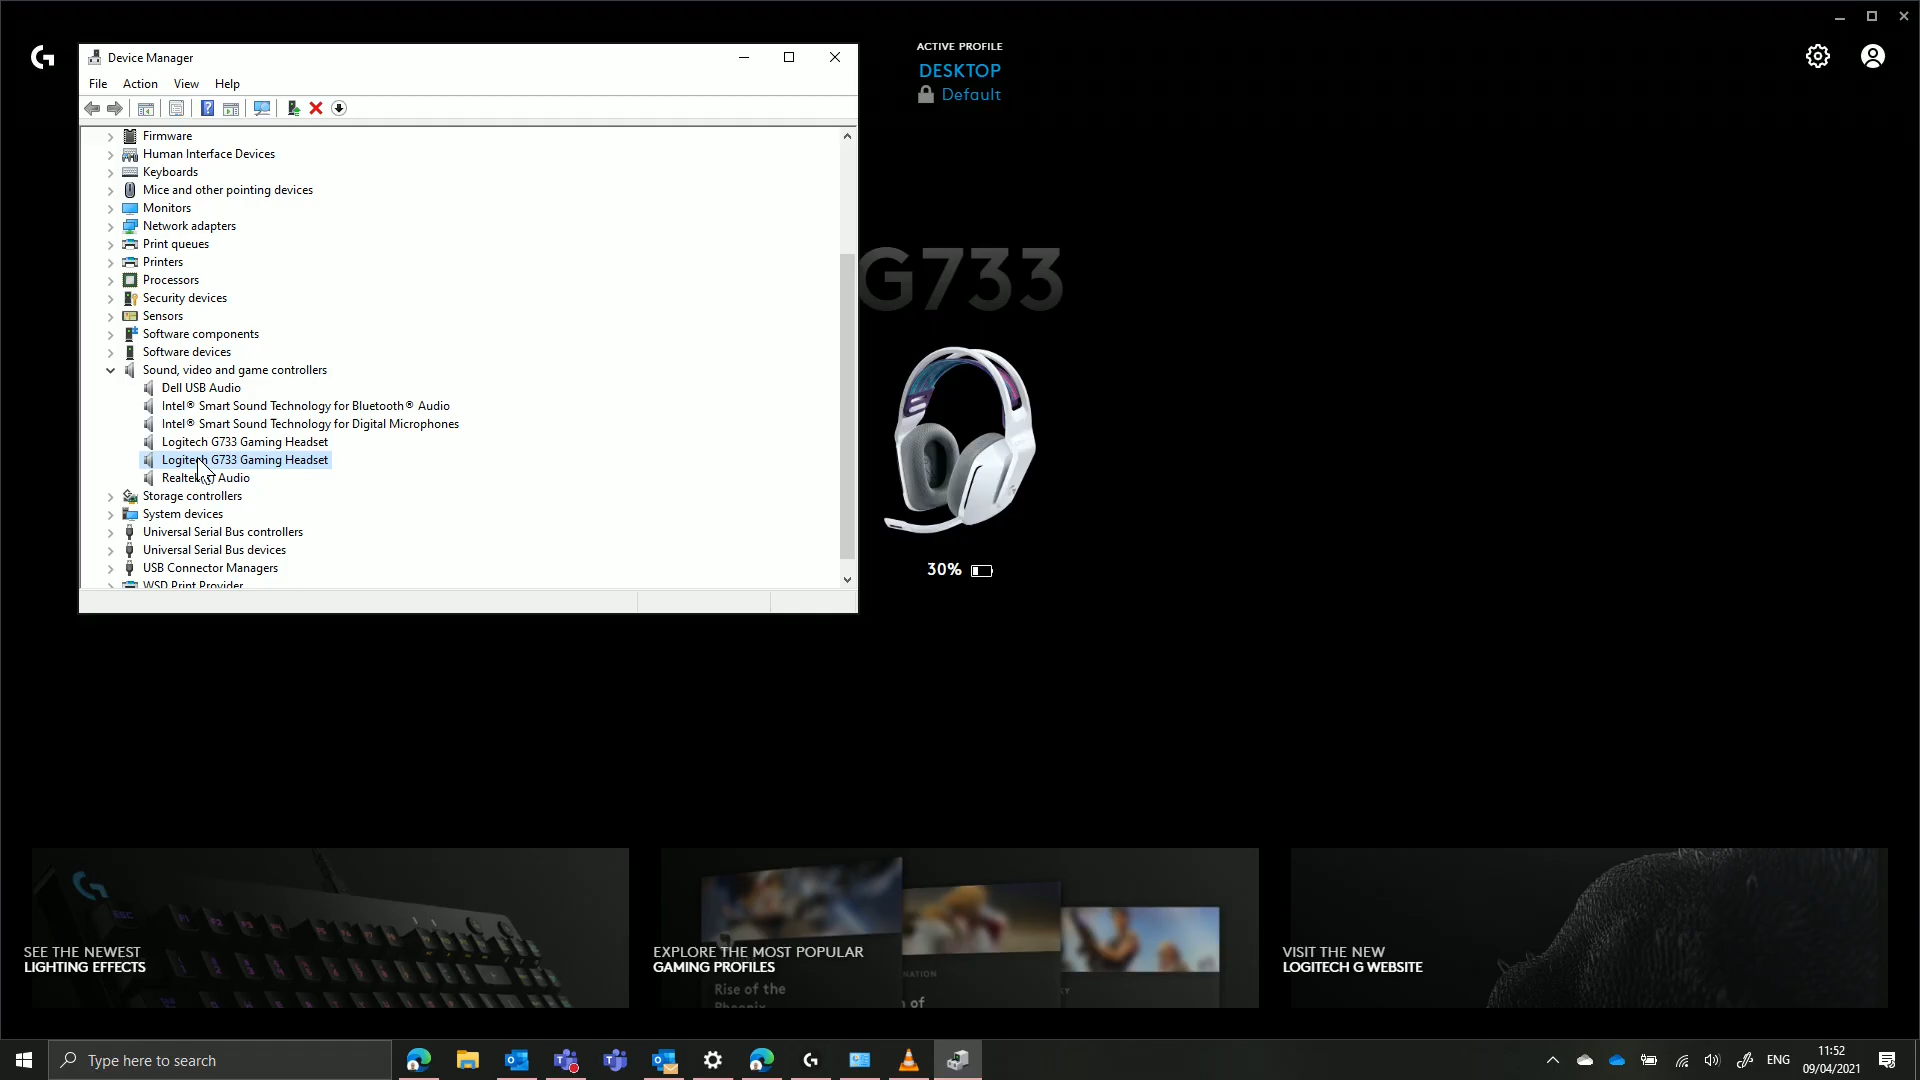 Device Manager
File Action View Help
Firmware
Human Interface Devices
Keyboards
Mice and other pointing devices
Monitors
Network adapters
Print queues
Printers
Processors
Security devices
Sensors
Software components
Software devices
Sound, video and game controllers
Dell USB Audio
Intel® Smart Sound Technology for Bluetooth® Audio
Intel® Smart Sound Technology for Digital Microphones
Logitech G733 Gaming Headset
Logitech G733 Gaming Headset
Audio
Storage controllers
System devices
Universal Serial Bus controllers
Universal Serial Bus devices
USB Connector Managers
WSD Print Provider
ACTIVE PROFILE
DESKTOP
Default
G733
30%
SEE THE NEWEST
LIGHTING EFFECTS
EXPLORE THE MOST POPULAR
GAMING PROFILES
Rise of the
VISIT THE NEW
LOGITECH G WEBSITE
Type here to search
ENG
11:52
09/04/2021